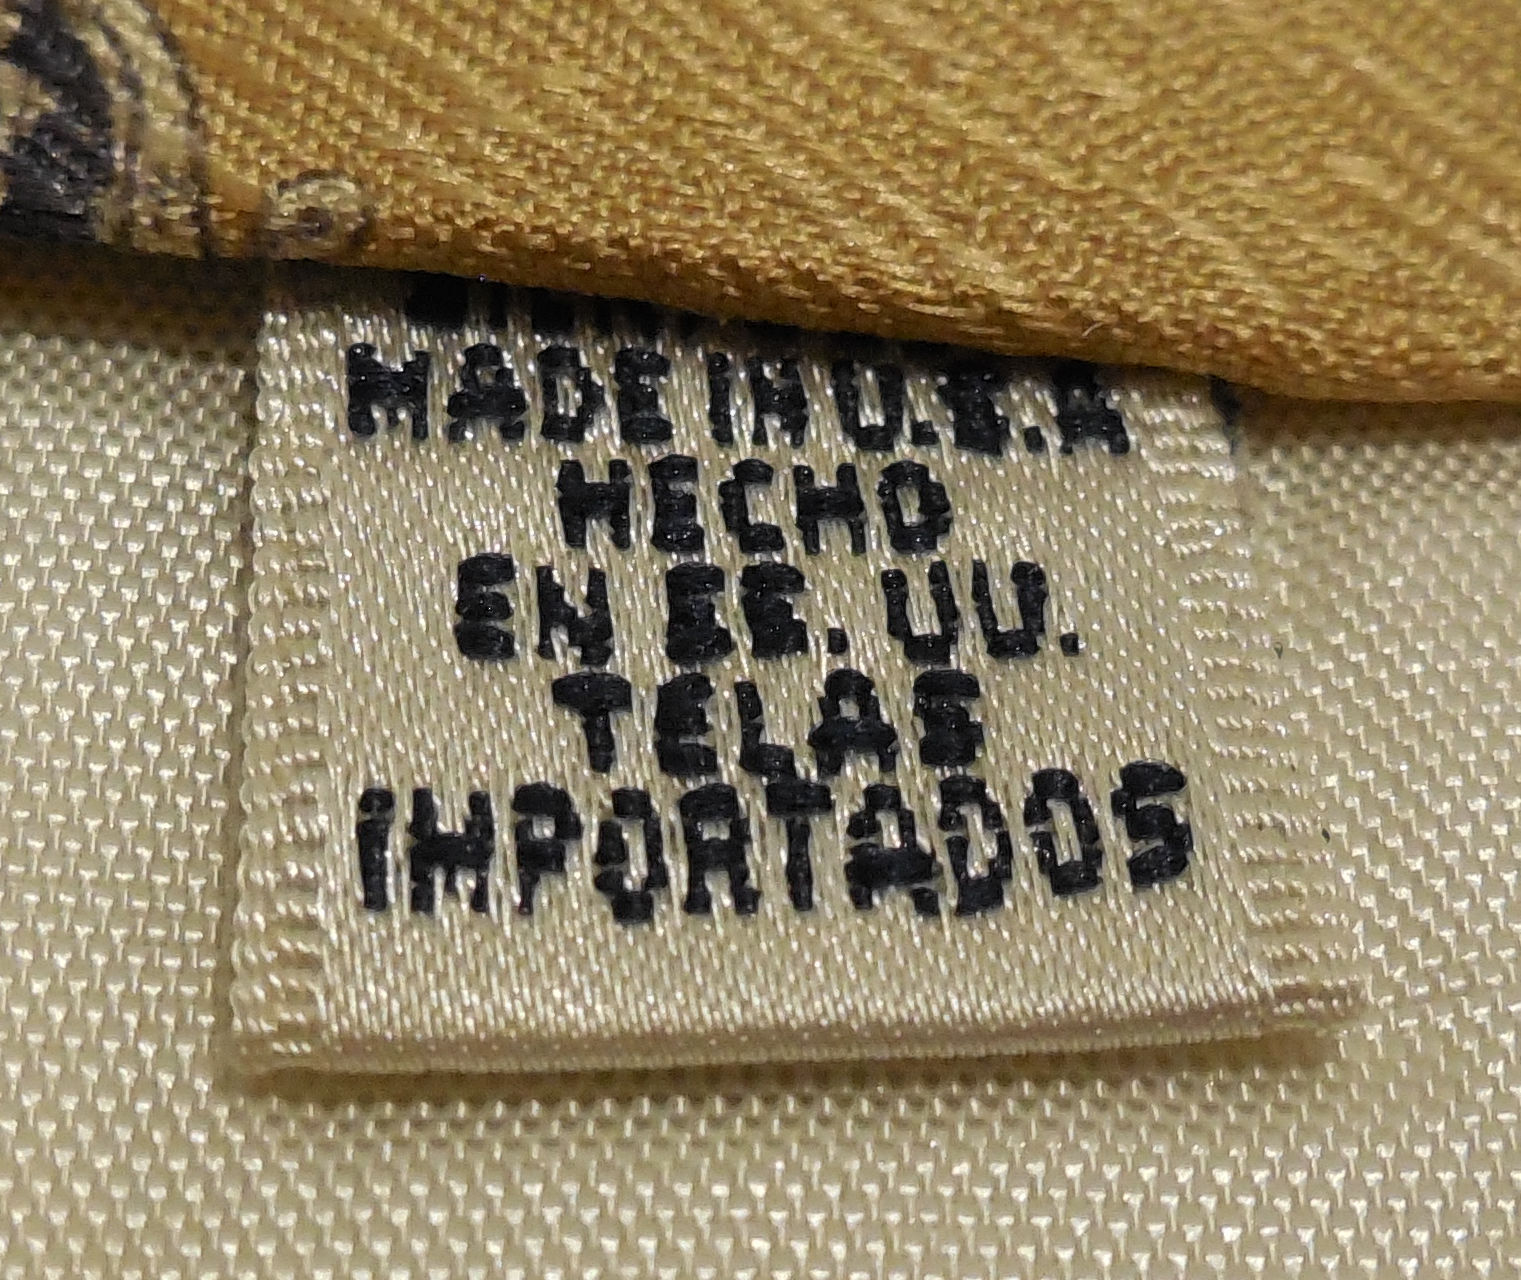 MADE IN U.S.A
HECHO
EN EE. UU.
TELAS
IMPORTADOS